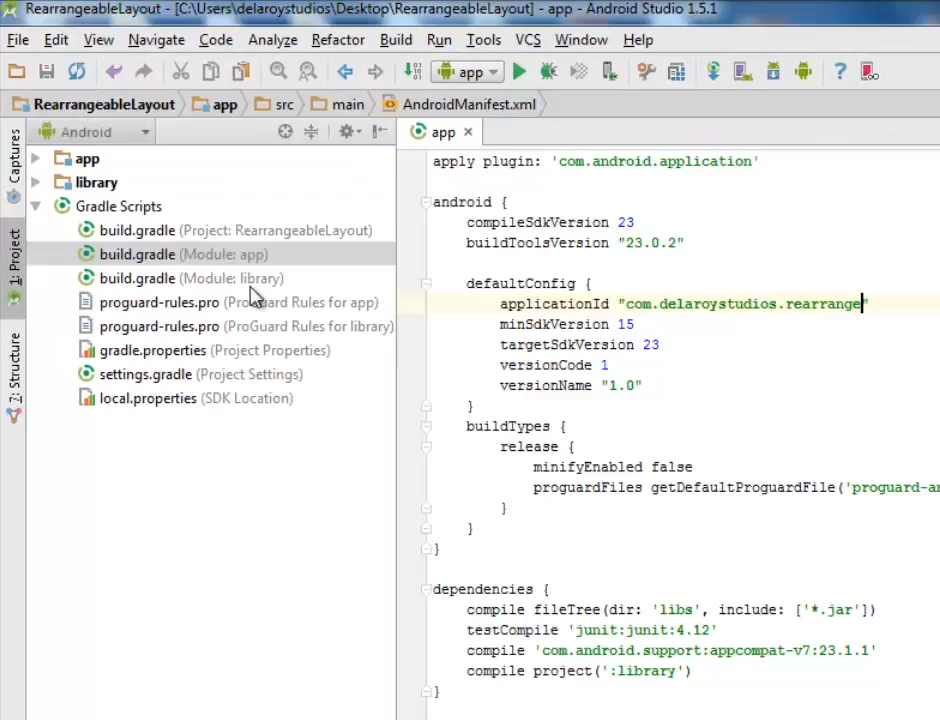 RearrangeableLayout - [C:\Users\delaroystudios\Desktop\RearrangeableLayout] - app - Android Studio 1.5.1
File Edit View Navigate Code Analyze Refactor Build Run Tools VCS Window Help
app
RearrangeableLayout app src main AndroidManifest.xml
Captures
1: Project
7: Structure
Android
app
library
Gradle Scripts
build.gradle (Project: RearrangeableLayout)
build.gradle (Module: app)
build.gradle (Module: library)
proguard-rules.pro (ProGuard Rules for app)
proguard-rules.pro (ProGuard Rules for library)
gradle.properties (Project Properties)
settings.gradle (Project Settings)
local.properties (SDK Location)
app
apply plugin: 'com.android.application'
android {
compileSdkVersion 23
buildToolsVersion "23.0.2"
defaultConfig {
applicationId "com.delaroystudios.rearrange"
minSdkVersion 15
targetSdkVersion 23
versionCode 1
versionName "1.0"
}
buildTypes {
release {
minifyEnabled false
proguardFiles getDefaultProguardFile('proguard-an
}
}
}
dependencies {
compile fileTree(dir: 'libs', include: ['*.jar'])
testCompile 'junit:junit:4.12'
compile 'com.android.support:appcompat-v7:23.1.1'
compile project(':library')
}